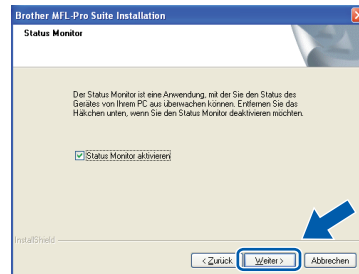 Brother MFL-Pro Suite Installation
Status Monitor
Der Status Monitor ist eine Anwendung, mit der Sie den Status des
Gerätes von Ihrem PC aus überwachen können. Entfernen Sie das
Häkchen unten, wenn Sie den Status Monitor deaktivieren möchten.
Status Monitor aktivieren
InstallShield
< Zurück Weiter > Abbrechen